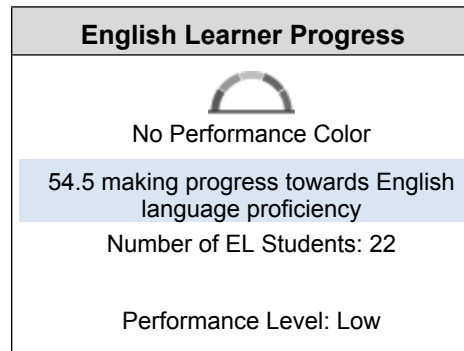 English Learner Progress
No Performance Color
54.5 making progress towards English
language proficiency
Number of EL Students: 22
Performance Level: Low